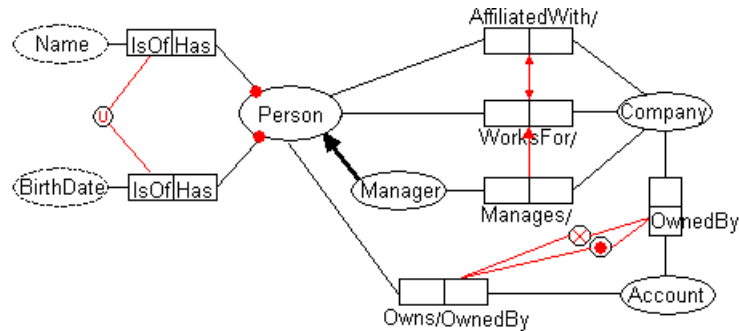 AffiliatedWith/
Name
IsOf Has
U
Person
Company
WorksFor/
BirthDate
IsOf Has
Manager
Manages/
OwnedBy
Account
Owns/OwnedBy